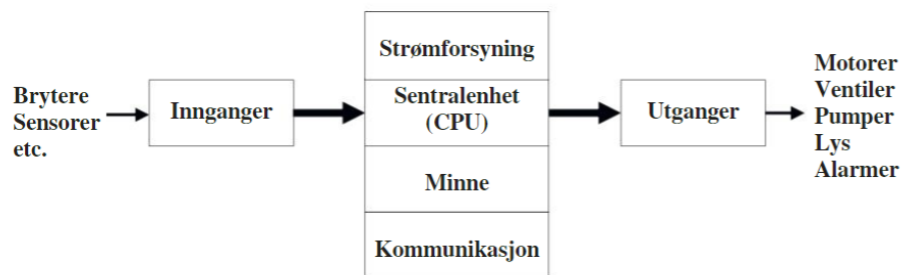 Brytere
Sensorer
etc.
Innganger
Strømforsyning
Sentralenhet
(CPU)
Minne
Kommunikasjon
Utganger
Motorer
Ventiler
Pumper
Lys
Alarmer